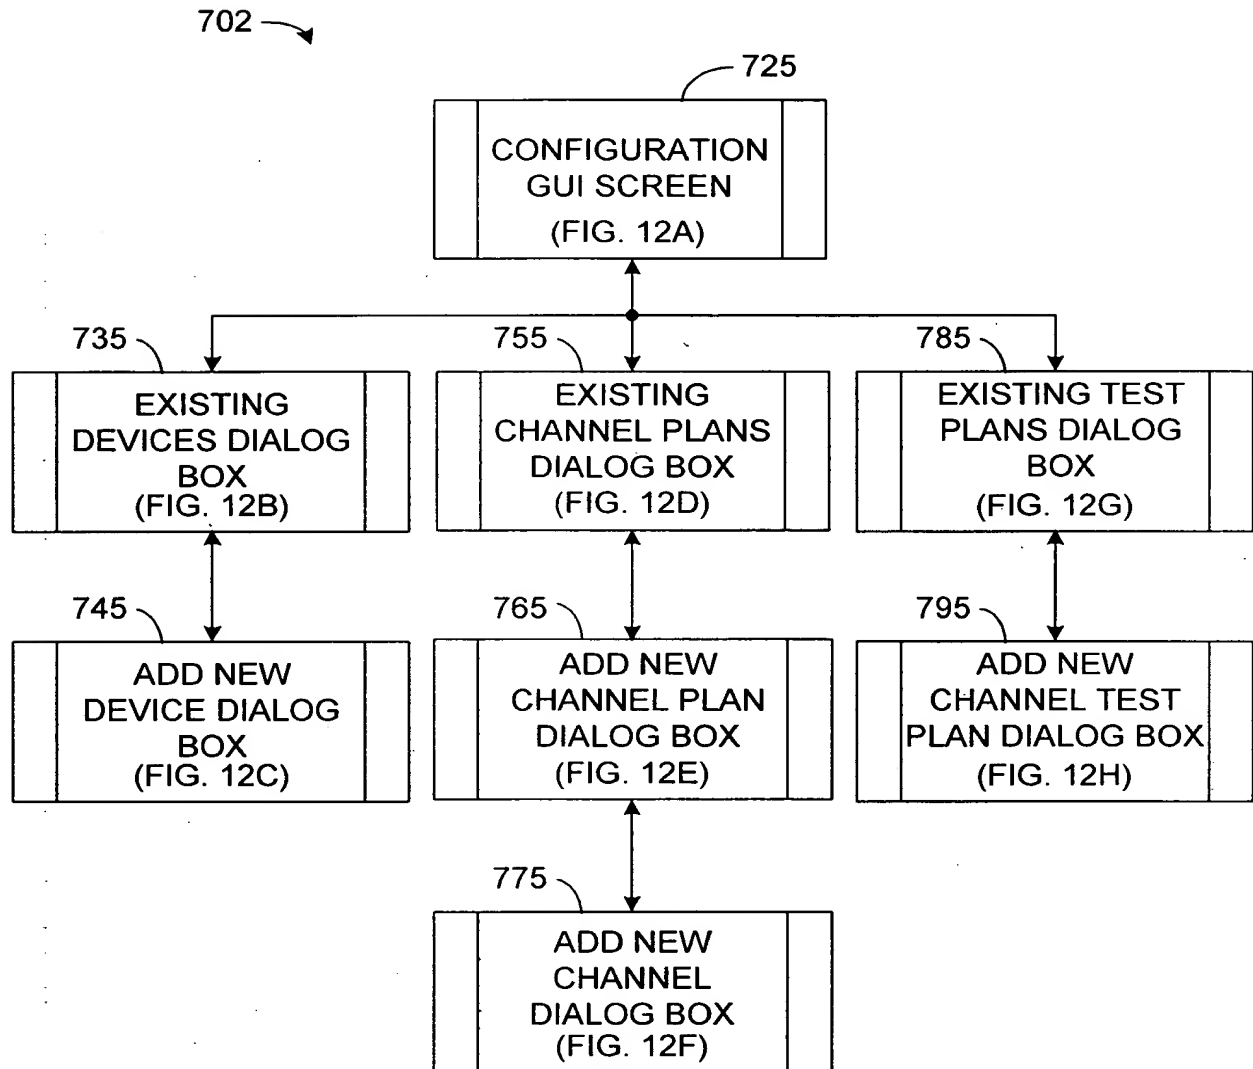 702
725
CONFIGURATION
GUI SCREEN
(FIG. 12A)
735
EXISTING
DEVICES DIALOG
BOX
(FIG. 12B)
755
EXISTING
CHANNEL PLANS
DIALOG BOX
(FIG. 12D)
785
EXISTING TEST
PLANS DIALOG
BOX
(FIG. 12G)
745
ADD NEW
DEVICE DIALOG
BOX
(FIG. 12C)
765
ADD NEW
CHANNEL PLAN
DIALOG BOX
(FIG. 12E)
795
ADD NEW
CHANNEL TEST
PLAN DIALOG BOX
(FIG. 12H)
775
ADD NEW
CHANNEL
DIALOG BOX
(FIG. 12F)